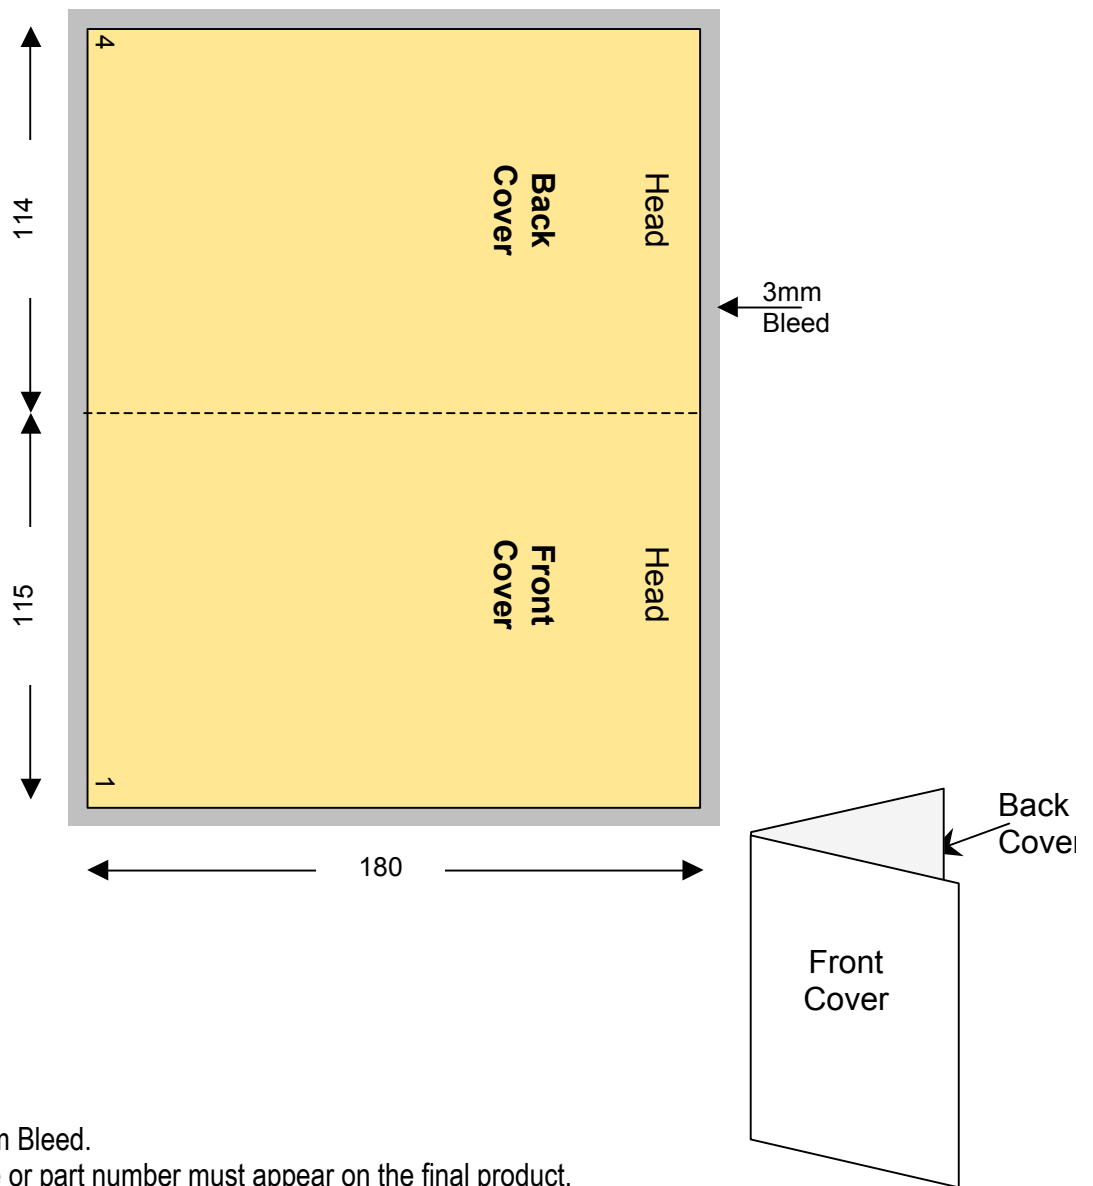 4
Back
Cover
Head
114
3mm
Bleed
Front
Cover
Head
115
1
180
Back
Cover
Front
Cover
Bleed.
or part number must appear on the final product.